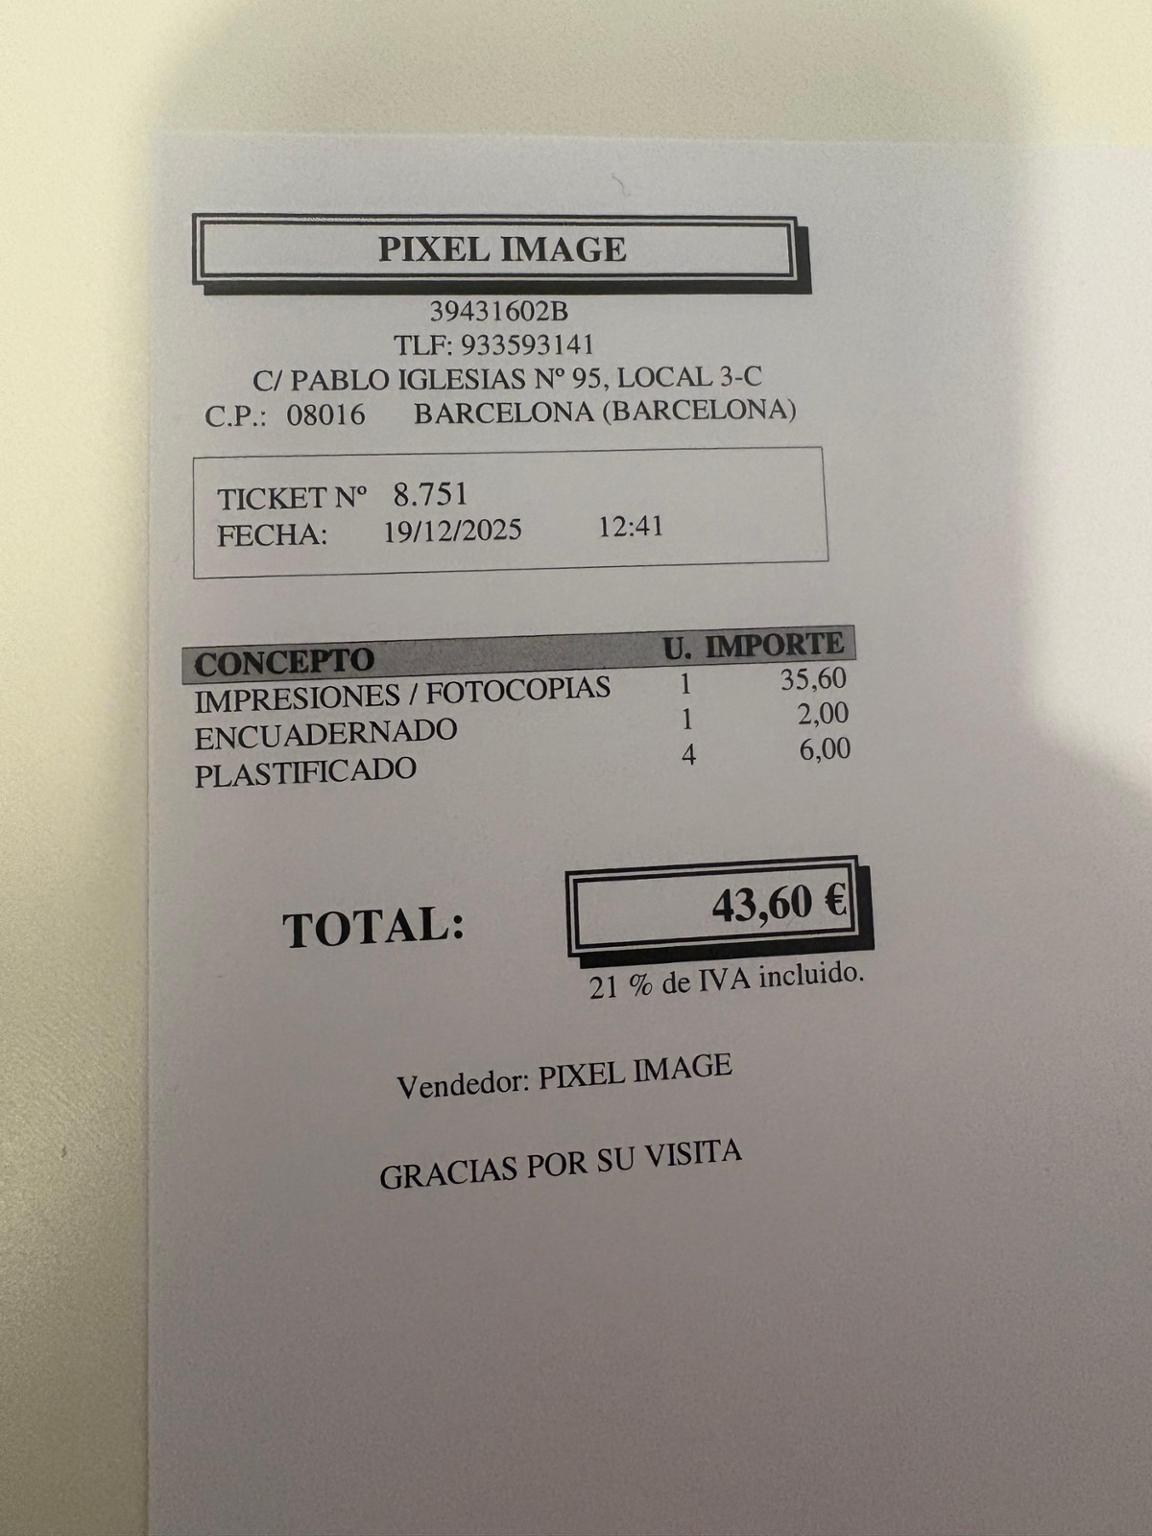 PIXEL IMAGE
39431602B
TLF: 933593141
C/ PABLO IGLESIAS Nº 95, LOCAL 3-C
C.P.: 08016 BARCELONA (BARCELONA)
TICKET Nº 8.751
FECHA: 19/12/2025 12:41
CONCEPTO U. IMPORTE
IMPRESIONES / FOTOCOPIAS 1 35,60
ENCUADERNADO 1 2,00
PLASTIFICADO 4 6,00
TOTAL: 43,60 €
21 % de IVA incluido.
Vendedor: PIXEL IMAGE
GRACIAS POR SU VISITA